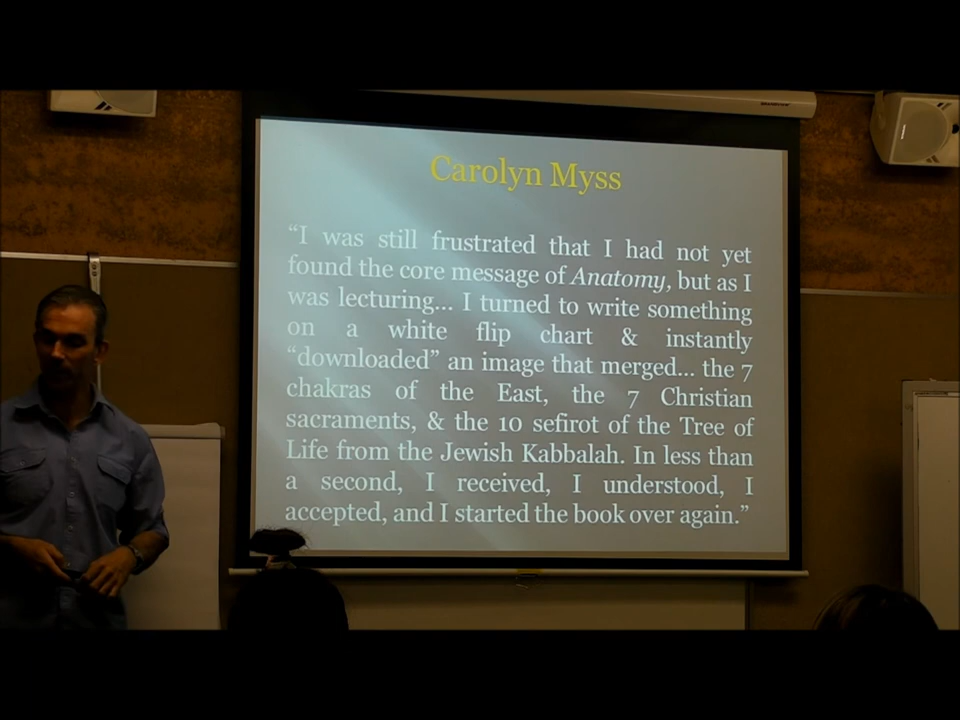 Carolyn Myss
“I was still frustrated that I had not yet
found the core message of Anatomy, but as I
was lecturing... I turned to write something
on a white flip chart & instantly
“downloaded” an image that merged... the 7
chakras of the East, the 7 Christian
sacraments, & the 10 sefirot of the Tree of
Life from the Jewish Kabbalah. In less than
a second, I received, I understood, I
accepted, and I started the book over again.”